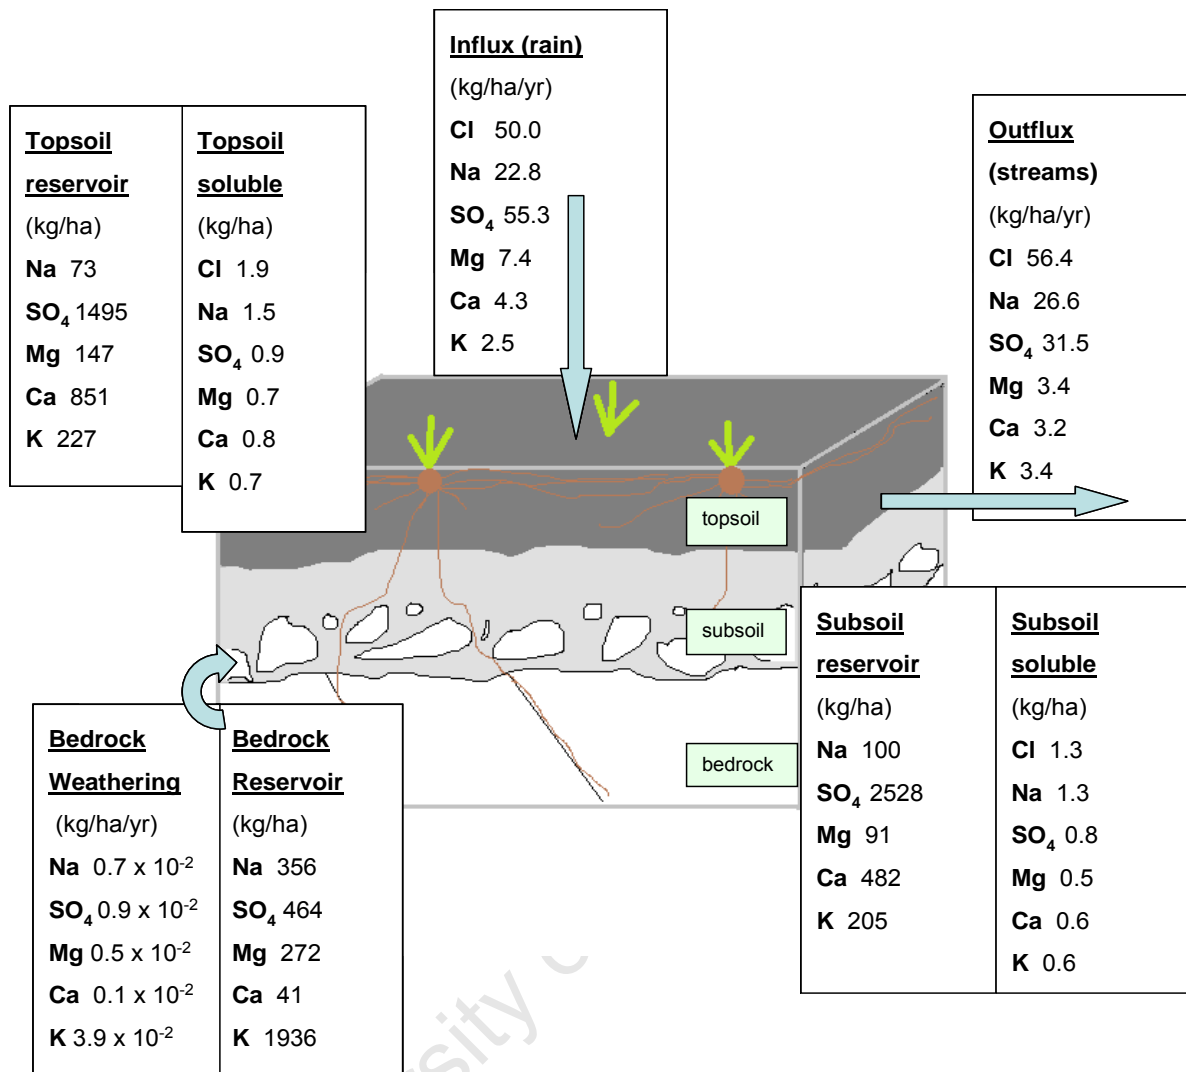 Influx (rain)
(kg/ha/yr)
Cl 50.0
Na 22.8
SO4 55.3
Mg 7.4
Ca 4.3
K 2.5
Topsoil
reservoir
(kg/ha)
Na 73
SO4 1495
Mg 147
Ca 851
K 227
Topsoil
soluble
(kg/ha)
Cl 1.9
Na 1.5
SO4 0.9
Mg 0.7
Ca 0.8
K 0.7
Outflux
(streams)
(kg/ha/yr)
Cl 56.4
Na 26.6
SO4 31.5
Mg 3.4
Ca 3.2
K 3.4
topsoil
subsoil
bedrock
Subsoil
reservoir
(kg/ha)
Na 100
SO4 2528
Mg 91
Ca 482
K 205
Subsoil
soluble
(kg/ha)
Cl 1.3
Na 1.3
SO4 0.8
Mg 0.5
Ca 0.6
K 0.6
Bedrock
Weathering
(kg/ha/yr)
Na 0.7 x 10-2
SO4 0.9 x 10-2
Mg 0.5 x 10-2
Ca 0.1 x 10-2
K 3.9 x 10-2
Bedrock
Reservoir
(kg/ha)
Na 356
SO4 464
Mg 272
Ca 41
K 1936